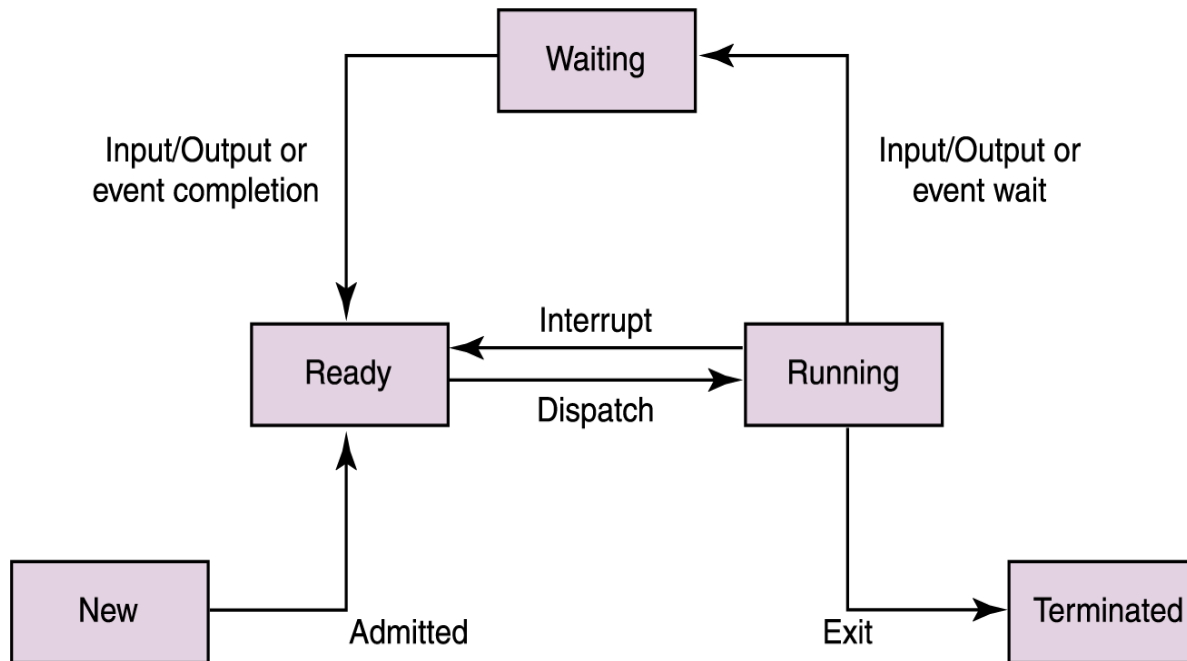 Waiting
Input/Output or
event completion
Input/Output or
event wait
Interrupt
Ready
Running
Dispatch
New
Admitted
Exit
Terminated